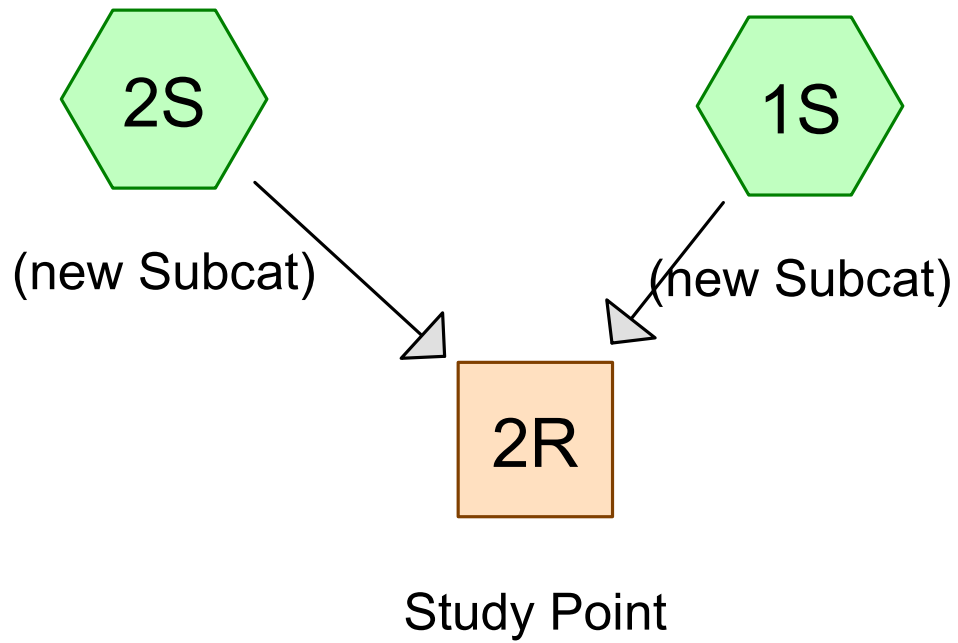 2S
1S
(new Subcat)
(new Subcat)
2R
Study Point